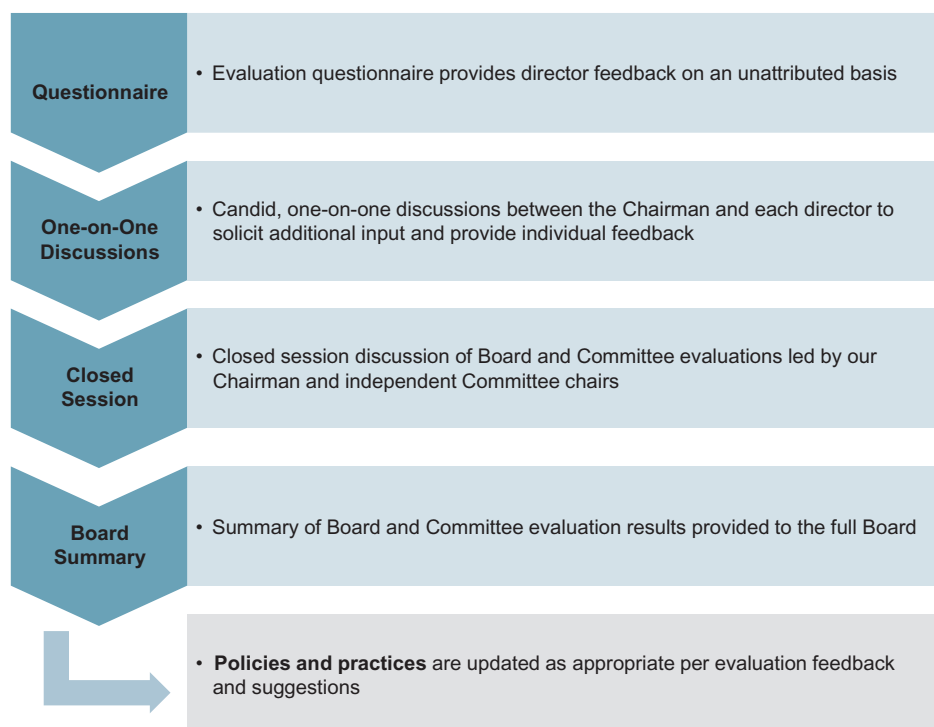 Questionnaire
• Evaluation questionnaire provides director feedback on an unattributed basis
One-on-One
Discussions
• Candid, one-on-one discussions between the Chairman and each director to
solicit additional input and provide individual feedback
Closed
Session
• Closed session discussion of Board and Committee evaluations led by our
Chairman and independent Committee chairs
Board
Summary
• Summary of Board and Committee evaluation results provided to the full Board
• Policies and practices are updated as appropriate per evaluation feedback
and suggestions